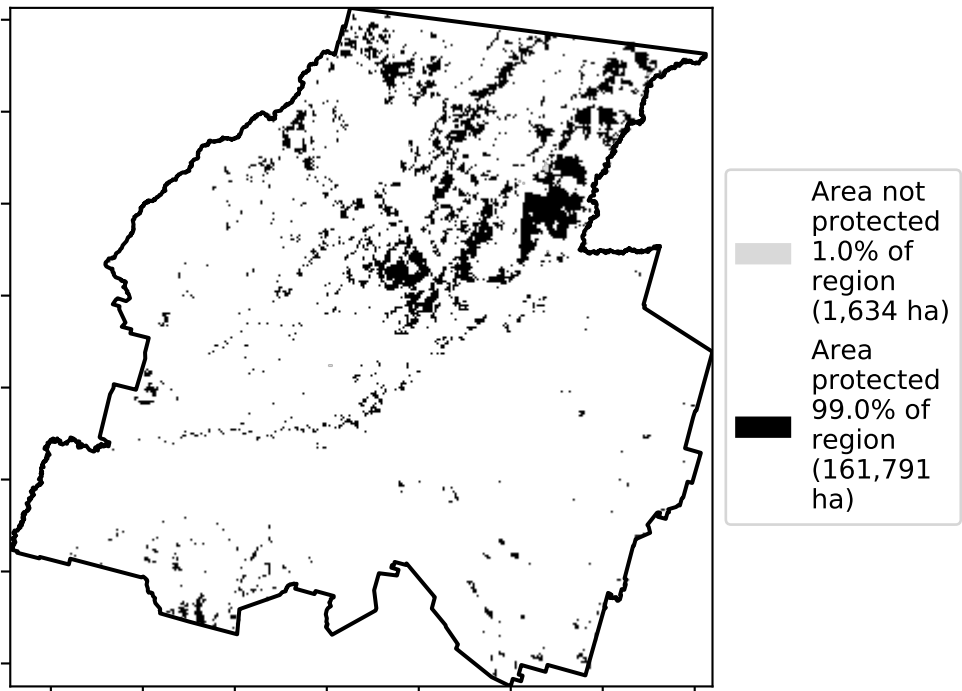 Area not
protected
1.0% of
region
(1,634 ha)
Area
protected
99.0% of
region
(161,791
ha)